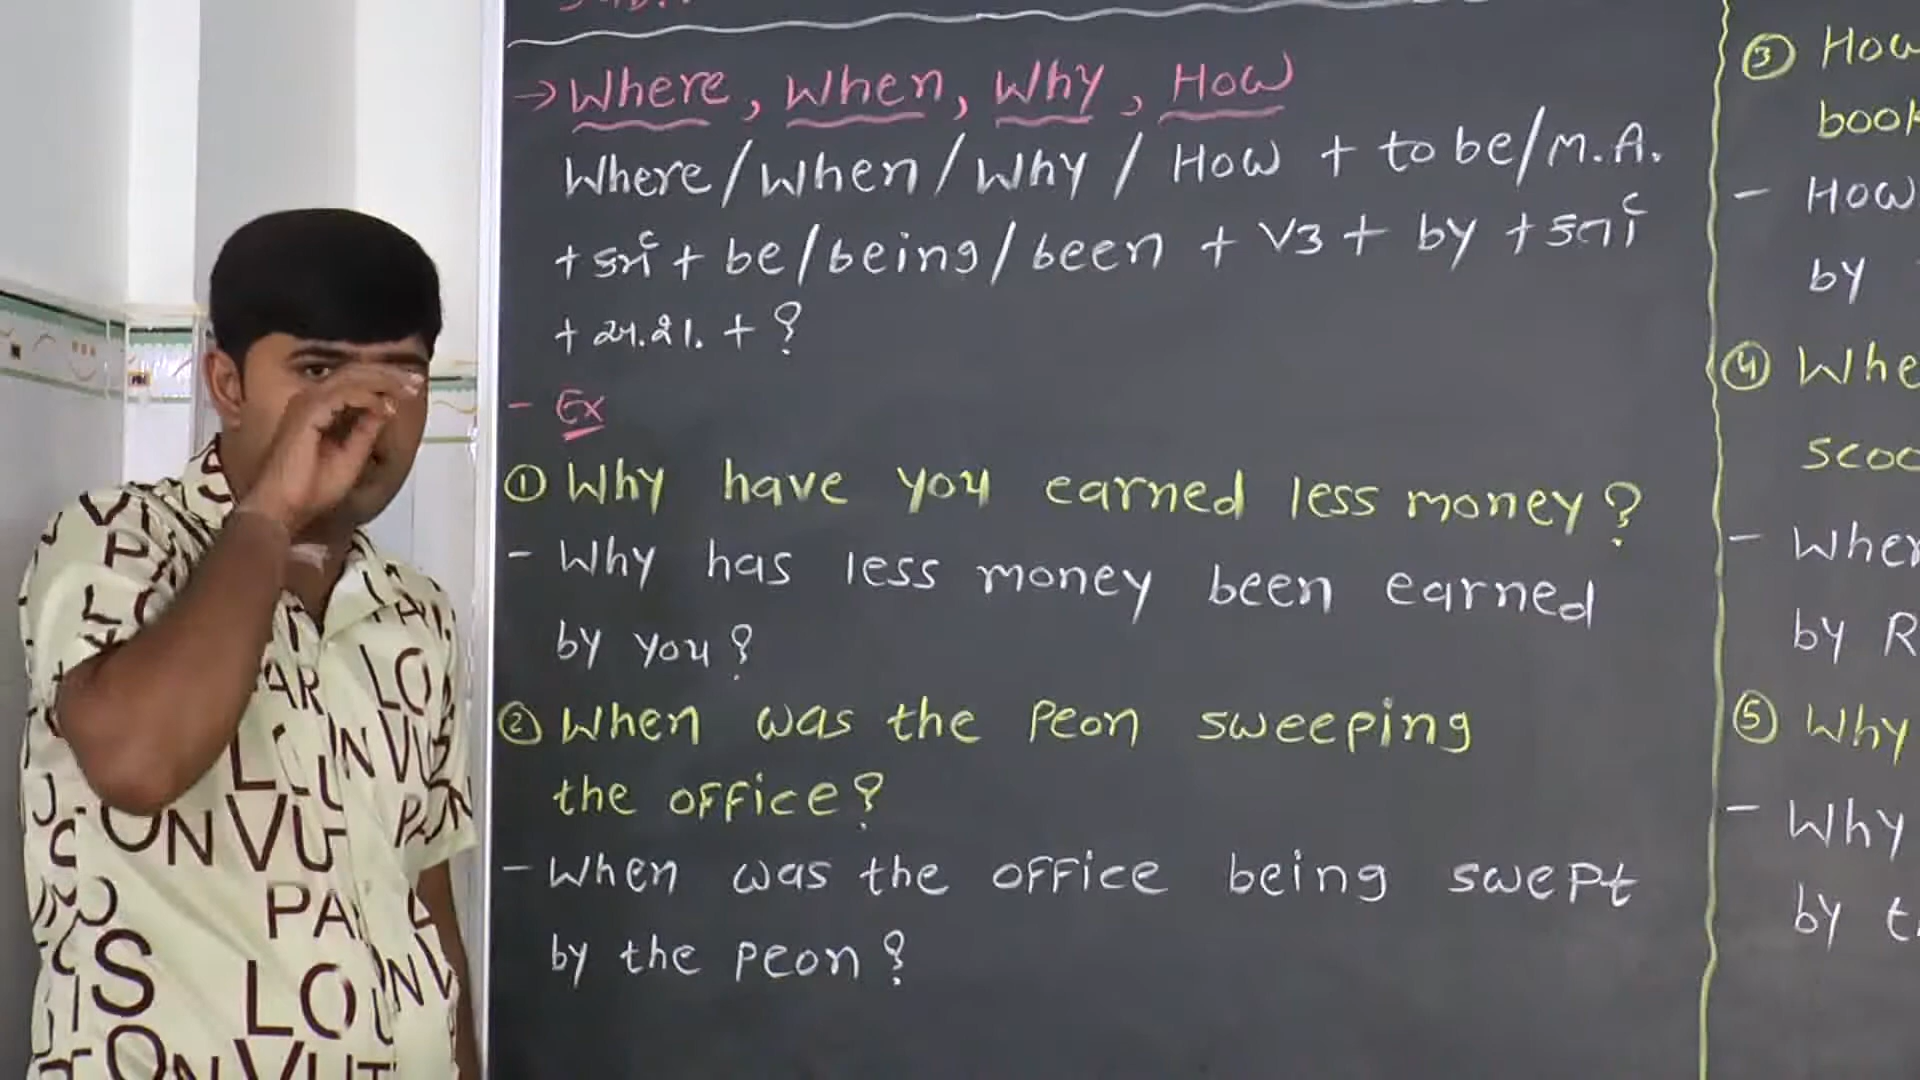 → Where, When, Why, How
Where / When / Why / How + to be/M.A.
+ કર્મ + be/being/been + V3 + by + કર્તા
+ અ.શ. + ?
- Ex
① Why have you earned less money?
- Why has less money been earned
by you?
② When was the peon sweeping
the office?
- When was the office being swept
by the peon?
③ How
book
- How
by
④ Whe
scoo
- Wher
by R
⑤ Why
- Why
by t